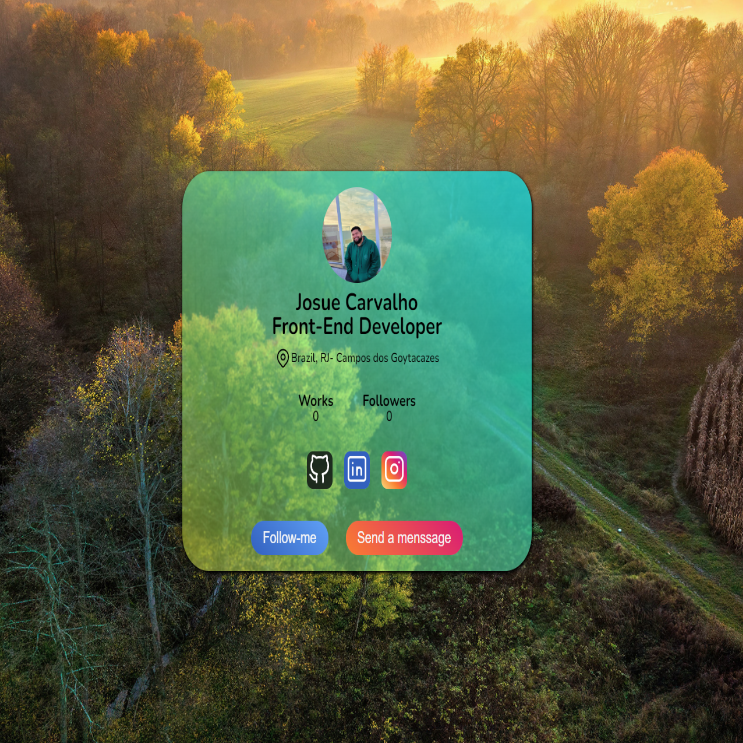 Josue Carvalho
Front-End Developer
Brazil, RJ- Campos dos Goytacazes
Works Followers
0 0
in
Follow-me Send a menssage